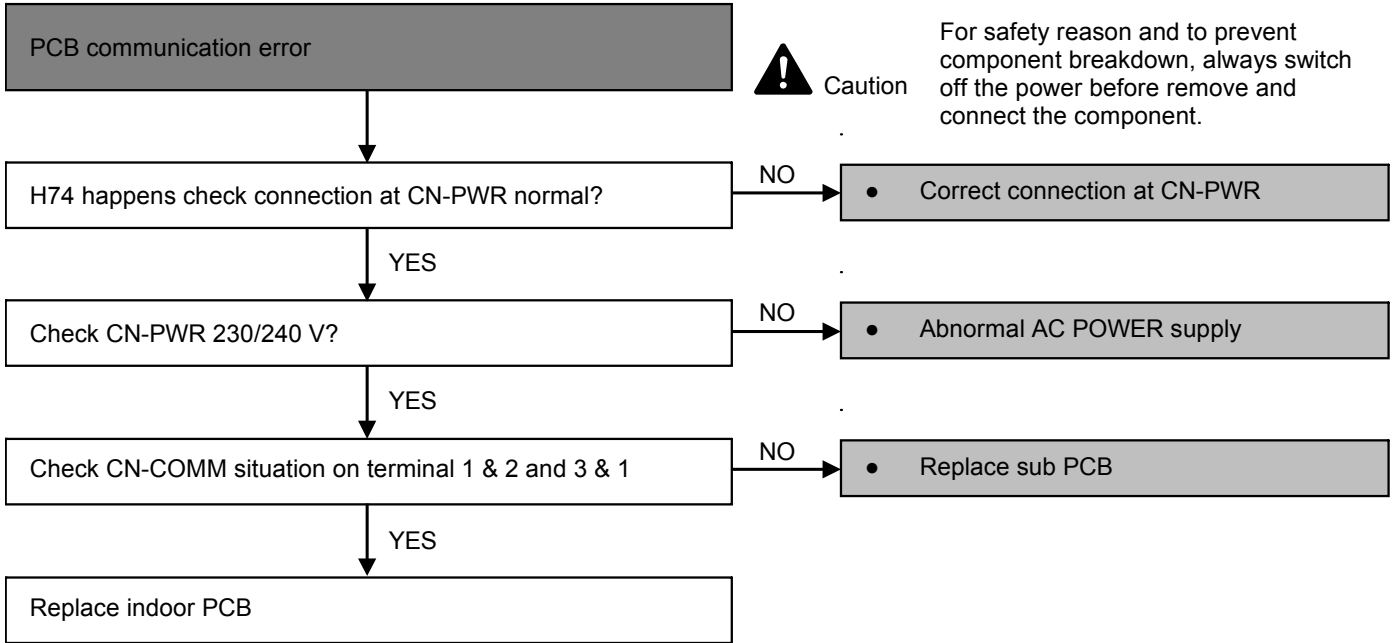 PCB communication error
Caution
For safety reason and to prevent
component breakdown, always switch
off the power before remove and
connect the component.
H74 happens check connection at CN-PWR normal?
NO
• Correct connection at CN-PWR
YES
Check CN-PWR 230/240 V?
NO
• Abnormal AC POWER supply
YES
Check CN-COMM situation on terminal 1 & 2 and 3 & 1
NO
• Replace sub PCB
YES
Replace indoor PCB